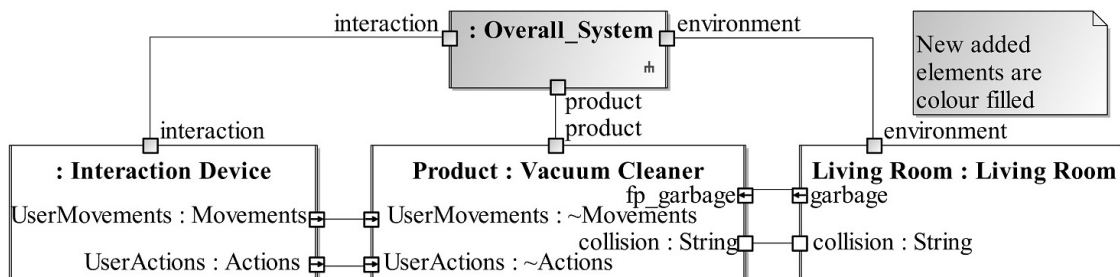 interaction
: Overall_System
environment
New added
elements are
colour filled
product
interaction
product
environment
: Interaction Device
Product : Vacuum Cleaner
Living Room : Living Room
fp_garbage
garbage
UserMovements : Movements
UserMovements : ~Movements
collision : String
collision : String
UserActions : Actions
UserActions : ~Actions